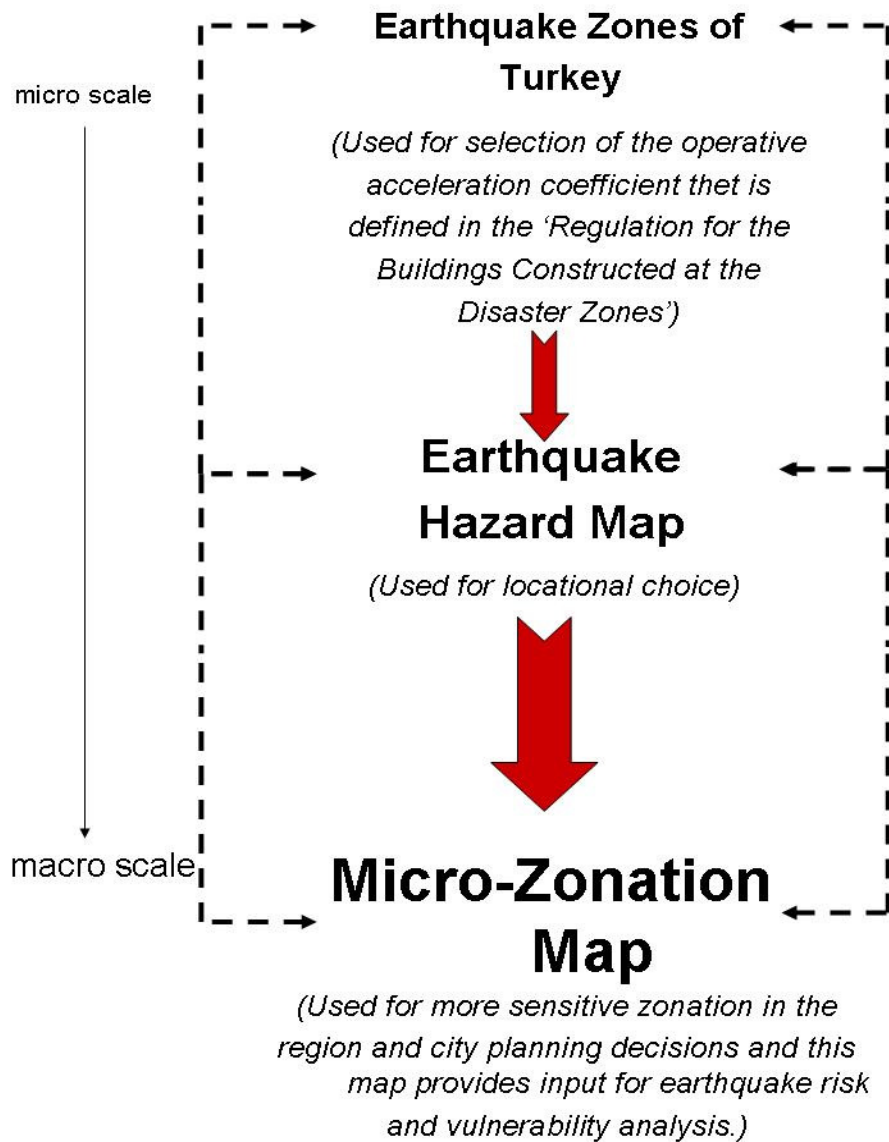 Earthquake Zones of
Turkey
micro scale
(Used for selection of the operative
acceleration coefficient thet is
defined in the ‘Regulation for the
Buildings Constructed at the
Disaster Zones’)
Earthquake
Hazard Map
(Used for locational choice)
macro scale
Micro-Zonation
Map
(Used for more sensitive zonation in the
region and city planning decisions and this
map provides input for earthquake risk
and vulnerability analysis.)